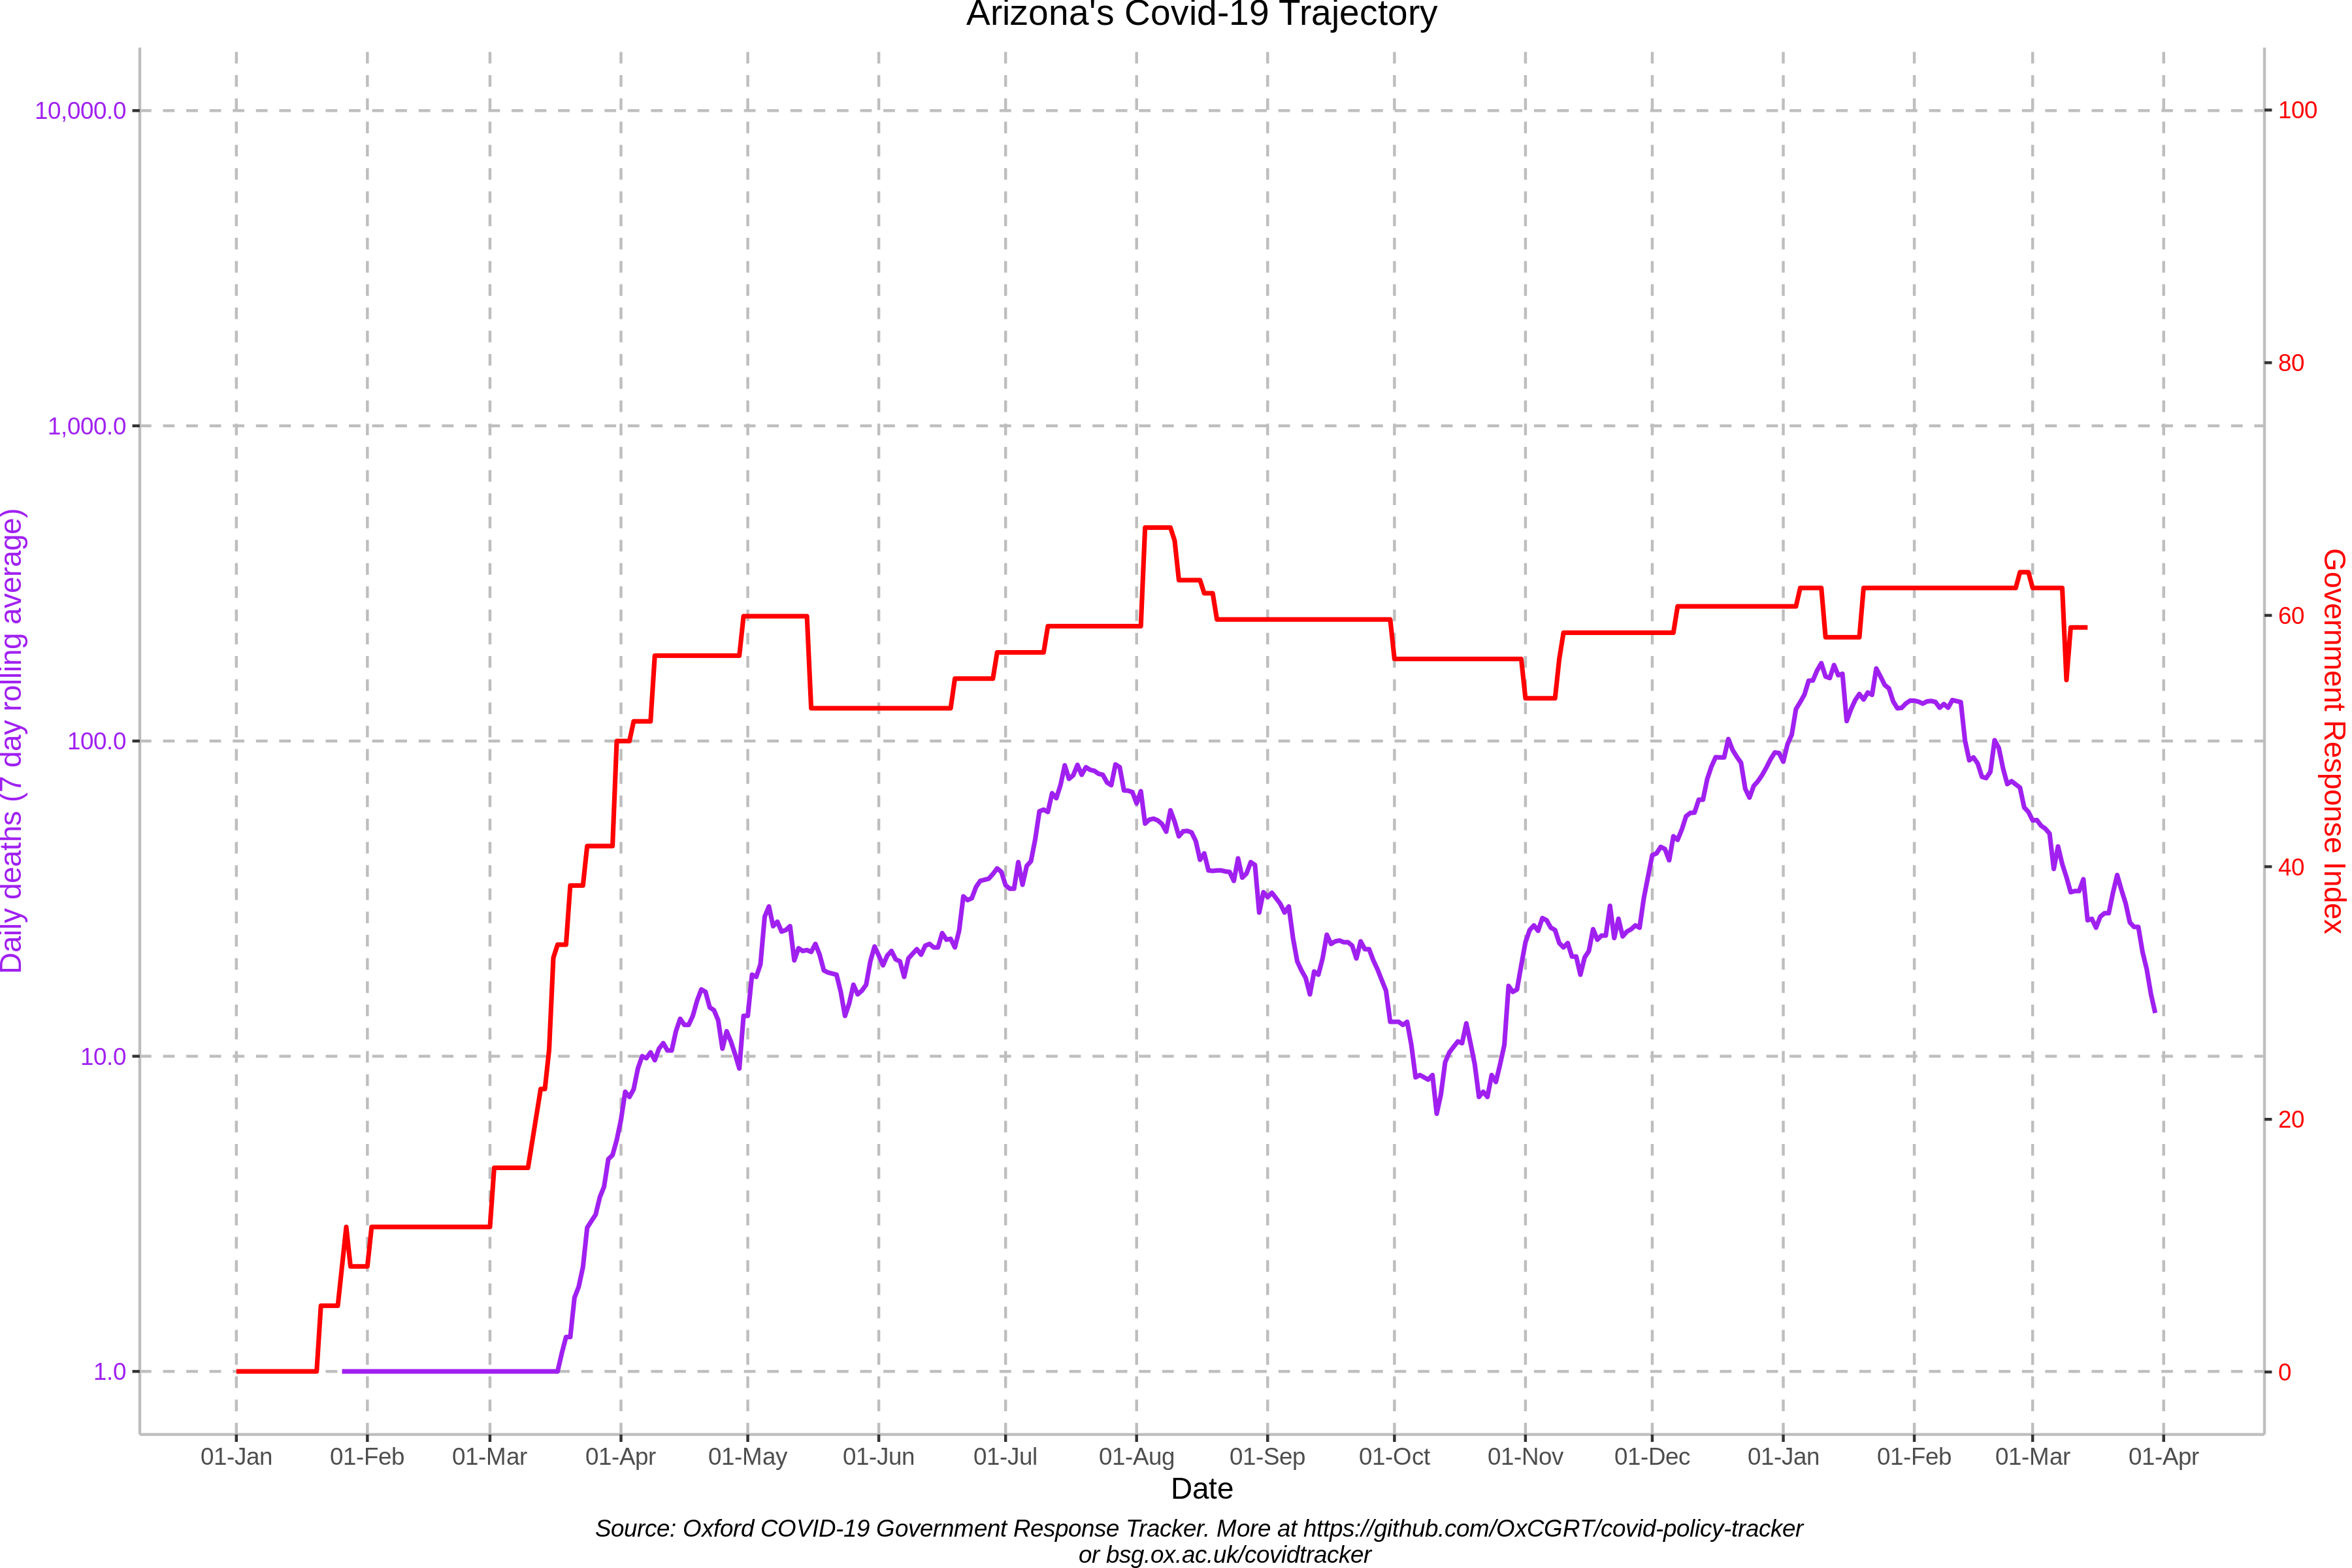 Arizona's Covid-19 Trajectory
10,000.0
1,000.0
100.0
10.0
1.0
Daily deaths (7 day rolling average)
100
80
60
40
20
0
Government Response Index
01-Jan 01-Feb 01-Mar 01-Apr 01-May 01-Jun 01-Jul 01-Aug 01-Sep 01-Oct 01-Nov 01-Dec 01-Jan 01-Feb 01-Mar 01-Apr
Date
Source: Oxford COVID-19 Government Response Tracker. More at https://github.com/OxCGRT/covid-policy-tracker
or bsg.ox.ac.uk/covidtracker